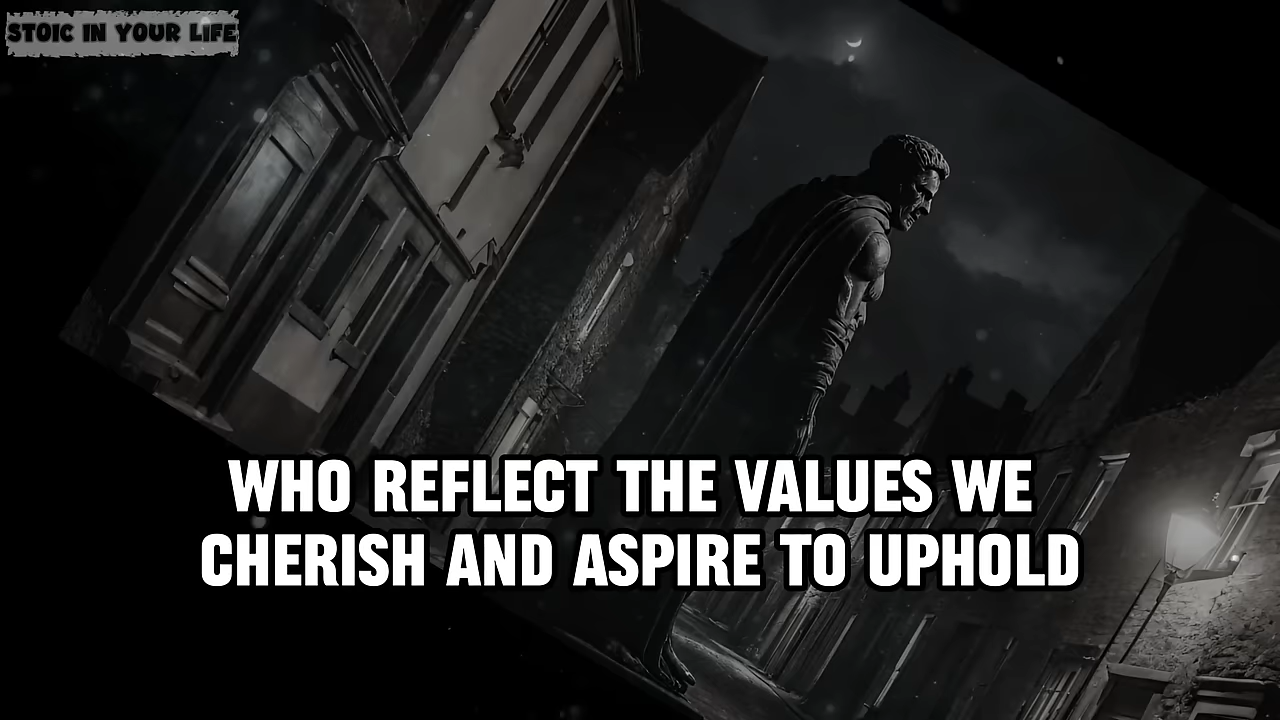 STOIC IN YOUR LIFE
WHO REFLECT THE VALUES WE
CHERISH AND ASPIRE TO UPHOLD